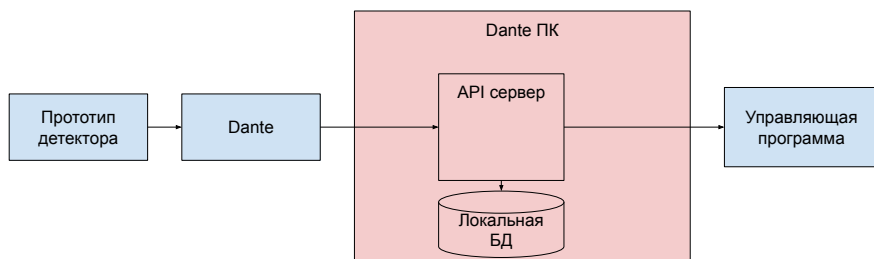 Dante ПК
Прототип
детектора
Dante
API сервер
Управляющая
программа
Локальная
БД